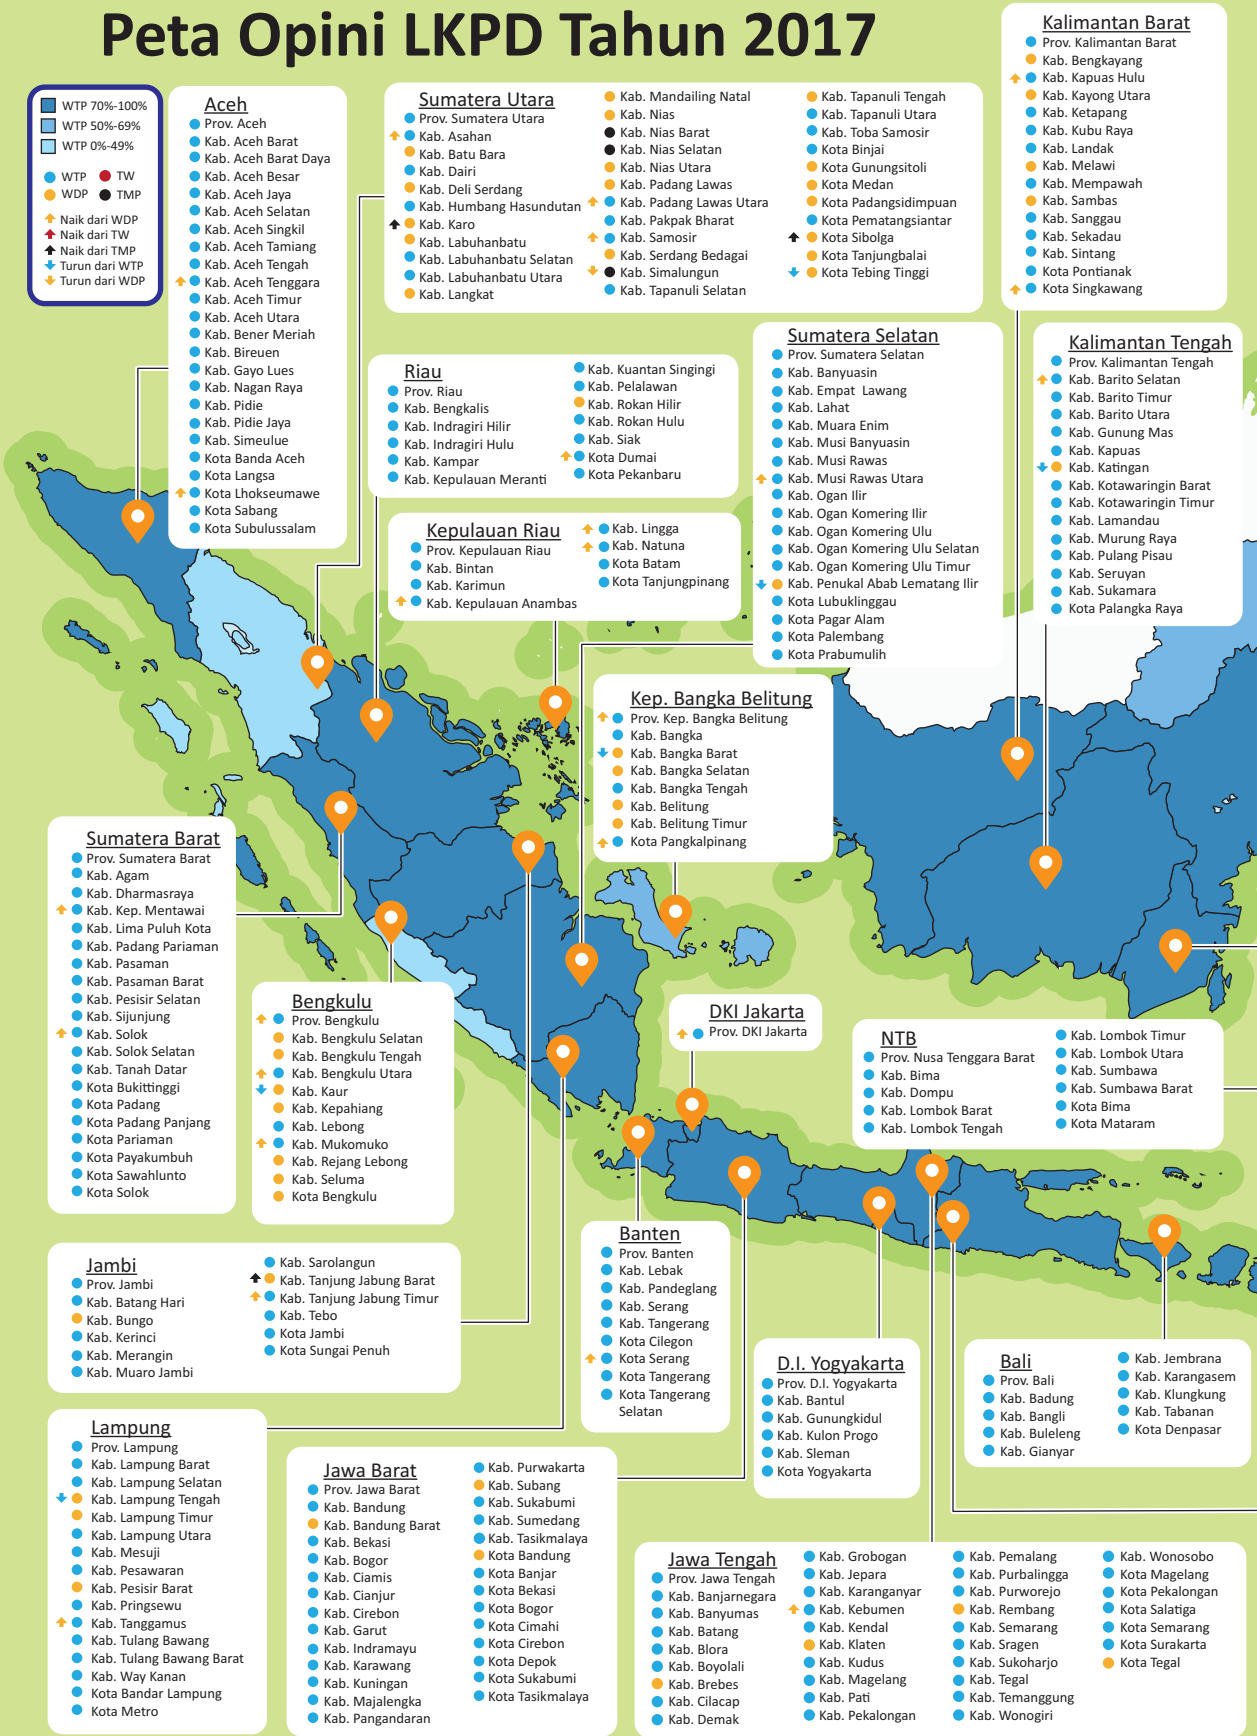 Peta Opini LKPD Tahun 2017
WTP 70%-100%
WTP 50%-69%
WTP 0%-49%
WTP
TW
WDP
TMP
Naik dari WDP
Naik dari TW
Naik dari TMP
Turun dari WTP
Turun dari WDP
Aceh
Prov. Aceh
Kab. Aceh Barat
Kab. Aceh Barat Daya
Kab. Aceh Besar
Kab. Aceh Jaya
Kab. Aceh Selatan
Kab. Aceh Singkil
Kab. Aceh Tamiang
Kab. Aceh Tengah
Kab. Aceh Tenggara
Kab. Aceh Timur
Kab. Aceh Utara
Kab. Bener Meriah
Kab. Bireuen
Kab. Gayo Lues
Kab. Nagan Raya
Kab. Pidie
Kab. Pidie Jaya
Kab. Simeulue
Kota Banda Aceh
Kota Langsa
Kota Lhokseumawe
Kota Sabang
Kota Subulussalam
Sumatera Utara
Prov. Sumatera Utara
Kab. Asahan
Kab. Batu Bara
Kab. Dairi
Kab. Deli Serdang
Kab. Humbang Hasundutan
Kab. Karo
Kab. Labuhanbatu
Kab. Labuhanbatu Selatan
Kab. Labuhanbatu Utara
Kab. Langkat
Kab. Mandailing Natal
Kab. Nias
Kab. Nias Barat
Kab. Nias Selatan
Kab. Nias Utara
Kab. Padang Lawas
Kab. Padang Lawas Utara
Kab. Pakpak Bharat
Kab. Samosir
Kab. Serdang Bedagai
Kab. Simalungun
Kab. Tapanuli Selatan
Kab. Tapanuli Tengah
Kab. Tapanuli Utara
Kab. Toba Samosir
Kota Binjai
Kota Gunungsitoli
Kota Medan
Kota Padangsidimpuan
Kota Pematangsiantar
Kota Sibolga
Kota Tanjungbalai
Kota Tebing Tinggi
Kalimantan Barat
Prov. Kalimantan Barat
Kab. Bengkayang
Kab. Kapuas Hulu
Kab. Kayong Utara
Kab. Ketapang
Kab. Kubu Raya
Kab. Landak
Kab. Melawi
Kab. Mempawah
Kab. Sambas
Kab. Sanggau
Kab. Sekadau
Kab. Sintang
Kota Pontianak
Kota Singkawang
Riau
Prov. Riau
Kab. Bengkalis
Kab. Indragiri Hilir
Kab. Indragiri Hulu
Kab. Kampar
Kab. Kepulauan Meranti
Kab. Kuantan Singingi
Kab. Pelalawan
Kab. Rokan Hilir
Kab. Rokan Hulu
Kab. Siak
Kota Dumai
Kota Pekanbaru
Sumatera Selatan
Prov. Sumatera Selatan
Kab. Banyuasin
Kab. Empat Lawang
Kab. Lahat
Kab. Muara Enim
Kab. Musi Banyuasin
Kab. Musi Rawas
Kab. Musi Rawas Utara
Kab. Ogan Ilir
Kab. Ogan Komering Ilir
Kab. Ogan Komering Ulu
Kab. Ogan Komering Ulu Selatan
Kab. Ogan Komering Ulu Timur
Kab. Penukal Abab Lematang Ilir
Kota Lubuklinggau
Kota Pagar Alam
Kota Palembang
Kota Prabumulih
Kalimantan Tengah
Prov. Kalimantan Tengah
Kab. Barito Selatan
Kab. Barito Timur
Kab. Barito Utara
Kab. Gunung Mas
Kab. Kapuas
Kab. Katingan
Kab. Kotawaringin Barat
Kab. Kotawaringin Timur
Kab. Lamandau
Kab. Murung Raya
Kab. Pulang Pisau
Kab. Seruyan
Kab. Sukamara
Kota Palangka Raya
Kepulauan Riau
Prov. Kepulauan Riau
Kab. Bintan
Kab. Karimun
Kab. Kepulauan Anambas
Kab. Lingga
Kab. Natuna
Kota Batam
Kota Tanjungpinang
Kep. Bangka Belitung
Prov. Kep. Bangka Belitung
Kab. Bangka
Kab. Bangka Barat
Kab. Bangka Selatan
Kab. Bangka Tengah
Kab. Belitung
Kab. Belitung Timur
Kota Pangkalpinang
Sumatera Barat
Prov. Sumatera Barat
Kab. Agam
Kab. Dharmasraya
Kab. Kep. Mentawai
Kab. Lima Puluh Kota
Kab. Padang Pariaman
Kab. Pasaman
Kab. Pasaman Barat
Kab. Pesisir Selatan
Kab. Sijunjung
Kab. Solok
Kab. Solok Selatan
Kab. Tanah Datar
Kota Bukittinggi
Kota Padang
Kota Padang Panjang
Kota Pariaman
Kota Payakumbuh
Kota Sawahlunto
Kota Solok
Bengkulu
Prov. Bengkulu
Kab. Bengkulu Selatan
Kab. Bengkulu Tengah
Kab. Bengkulu Utara
Kab. Kaur
Kab. Kepahiang
Kab. Lebong
Kab. Mukomuko
Kab. Rejang Lebong
Kab. Seluma
Kota Bengkulu
DKI Jakarta
Prov. DKI Jakarta
NTB
Prov. Nusa Tenggara Barat
Kab. Bima
Kab. Dompu
Kab. Lombok Barat
Kab. Lombok Tengah
Kab. Lombok Timur
Kab. Lombok Utara
Kab. Sumbawa
Kab. Sumbawa Barat
Kota Bima
Kota Mataram
Jambi
Prov. Jambi
Kab. Batang Hari
Kab. Bungo
Kab. Kerinci
Kab. Merangin
Kab. Muaro Jambi
Kab. Sarolangun
Kab. Tanjung Jabung Barat
Kab. Tanjung Jabung Timur
Kab. Tebo
Kota Jambi
Kota Sungai Penuh
Banten
Prov. Banten
Kab. Lebak
Kab. Pandeglang
Kab. Serang
Kab. Tangerang
Kota Cilegon
Kota Serang
Kota Tangerang
Kota Tangerang
Selatan
D.I. Yogyakarta
Prov. D.I. Yogyakarta
Kab. Bantul
Kab. Gunungkidul
Kab. Kulon Progo
Kab. Sleman
Kota Yogyakarta
Bali
Prov. Bali
Kab. Badung
Kab. Bangli
Kab. Buleleng
Kab. Gianyar
Kab. Jembrana
Kab. Karangasem
Kab. Klungkung
Kab. Tabanan
Kota Denpasar
Lampung
Prov. Lampung
Kab. Lampung Barat
Kab. Lampung Selatan
Kab. Lampung Tengah
Kab. Lampung Timur
Kab. Lampung Utara
Kab. Mesuji
Kab. Pesawaran
Kab. Pesisir Barat
Kab. Pringsewu
Kab. Tanggamus
Kab. Tulang Bawang
Kab. Tulang Bawang Barat
Kab. Way Kanan
Kota Bandar Lampung
Kota Metro
Jawa Barat
Prov. Jawa Barat
Kab. Bandung
Kab. Bandung Barat
Kab. Bekasi
Kab. Bogor
Kab. Ciamis
Kab. Cianjur
Kab. Cirebon
Kab. Garut
Kab. Indramayu
Kab. Karawang
Kab. Kuningan
Kab. Majalengka
Kab. Pangandaran
Kab. Purwakarta
Kab. Subang
Kab. Sukabumi
Kab. Sumedang
Kab. Tasikmalaya
Kota Bandung
Kota Banjar
Kota Bekasi
Kota Bogor
Kota Cimahi
Kota Cirebon
Kota Depok
Kota Sukabumi
Kota Tasikmalaya
Jawa Tengah
Prov. Jawa Tengah
Kab. Banjarnegara
Kab. Banyumas
Kab. Batang
Kab. Blora
Kab. Boyolali
Kab. Brebes
Kab. Cilacap
Kab. Demak
Kab. Grobogan
Kab. Jepara
Kab. Karanganyar
Kab. Kebumen
Kab. Kendal
Kab. Klaten
Kab. Kudus
Kab. Magelang
Kab. Pati
Kab. Pekalongan
Kab. Pemalang
Kab. Purbalingga
Kab. Purworejo
Kab. Rembang
Kab. Semarang
Kab. Sragen
Kab. Sukoharjo
Kab. Tegal
Kab. Temanggung
Kab. Wonogiri
Kab. Wonosobo
Kota Magelang
Kota Pekalongan
Kota Salatiga
Kota Semarang
Kota Surakarta
Kota Tegal